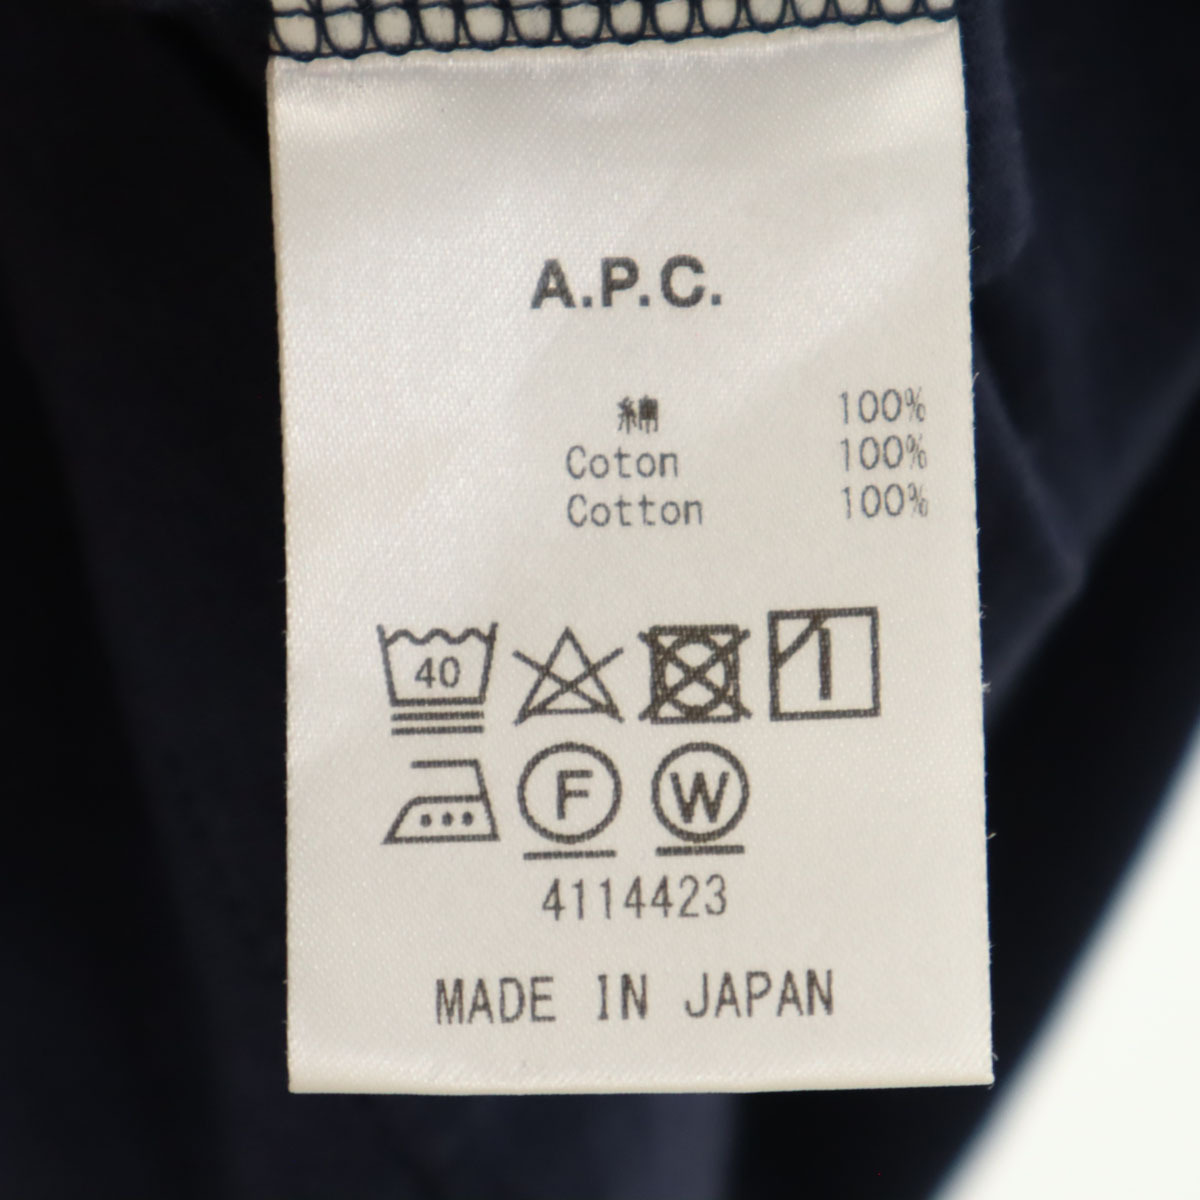 A.P.C.
綿 100%
Coton 100%
Cotton 100%
40
F W
4114423
MADE IN JAPAN